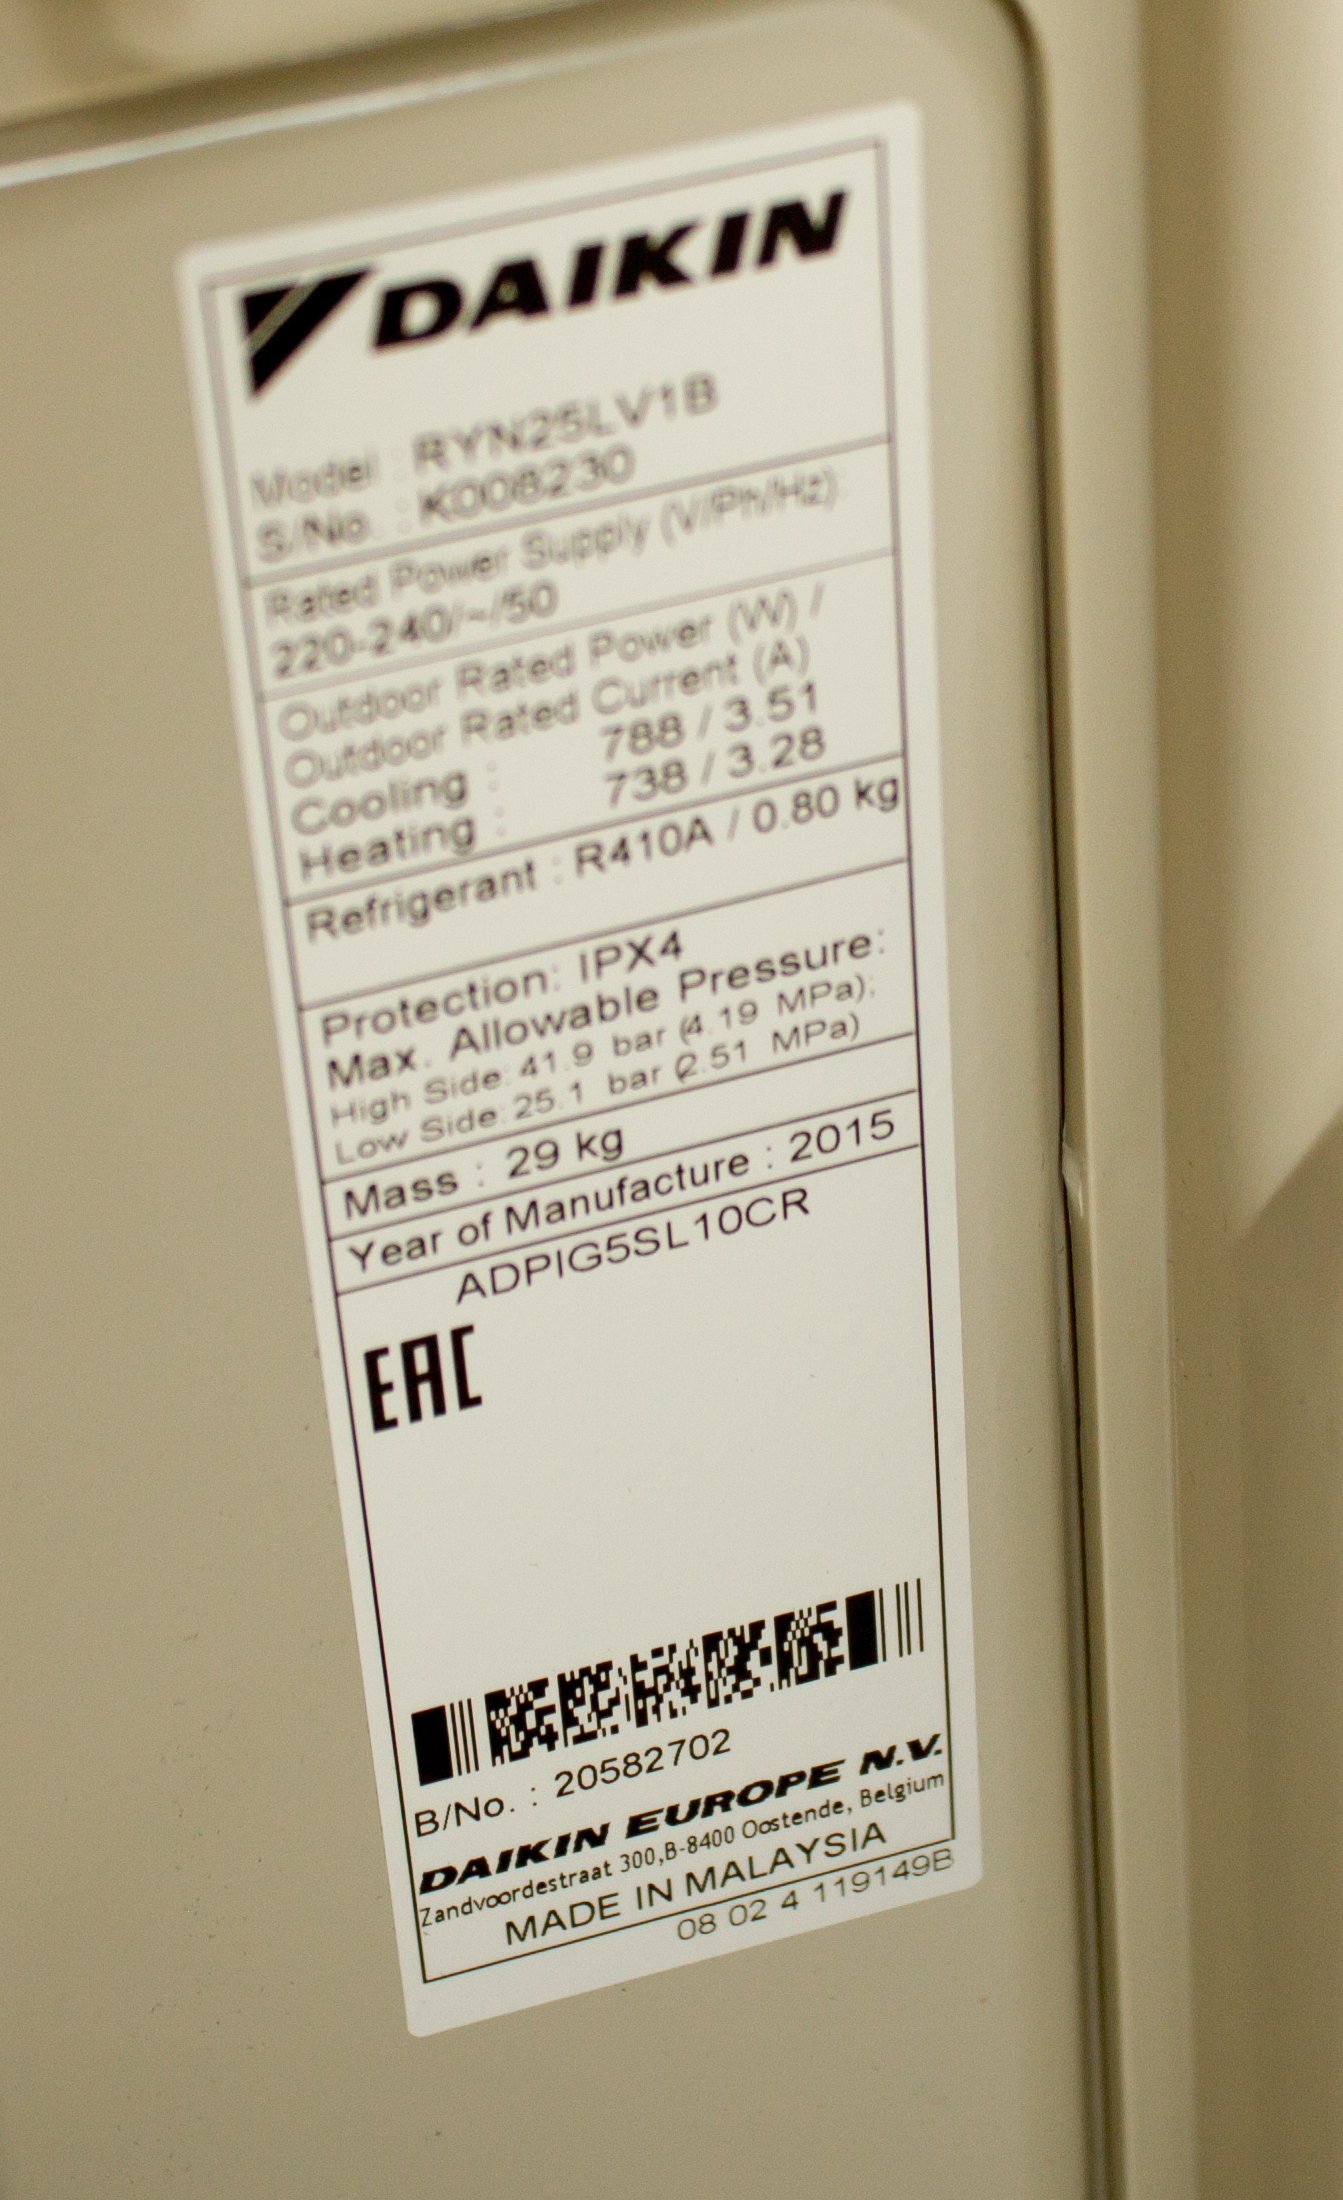 DAIKIN
Model : RYN25LV1B
S/No. : K008230
Rated Power Supply (V/Ph/Hz):
220-240/~/50
Outdoor Rated Power (W) /
Outdoor Rated Current (A)
Cooling : 788 / 3.51
Heating : 738 / 3.28
Refrigerant : R410A / 0.80 kg
Protection: IPX4
Max. Allowable Pressure:
High Side: 41.9 bar (4.19 MPa);
Low Side: 25.1 bar (2.51 MPa)
Mass : 29 kg
Year of Manufacture : 2015
ADPIG5SL10CR
EAC
B/No. : 20582702
DAIKIN EUROPE N.V.
Zandvoordestraat 300,B-8400 Oostende, Belgium
MADE IN MALAYSIA
08 02 4 119149B